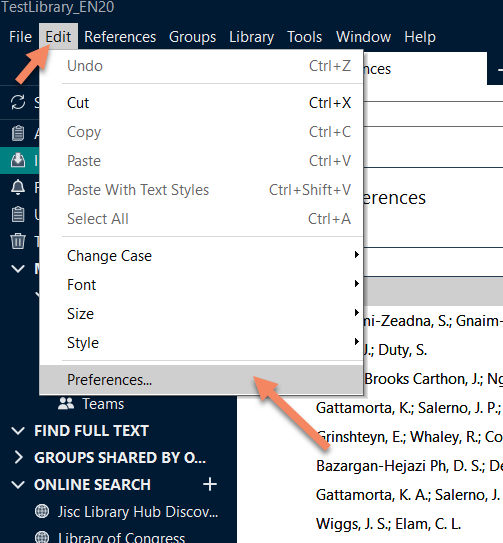 TestLibrary_EN20
File Edit References Groups Library Tools Window Help
Undo Ctrl+Z
Cut Ctrl+X
Copy Ctrl+C
Paste Ctrl+V
Paste With Text Styles Ctrl+Shift+V
Select All Ctrl+A
Change Case
Font
Size
Style
Preferences...
Teams
FIND FULL TEXT
GROUPS SHARED BY O...
ONLINE SEARCH +
Jisc Library Hub Discov...
Library of Congress
nces
erences
mi-Zeadna, S.; Gnaim-
J.; Duty, S.
Brooks Carthon, J.; Ng
Gattamorta, K.; Salerno, J. P.;
Grinshteyn, E.; Whaley, R.; Co
Bazargan-Hejazi Ph, D. S.; De
Gattamorta, K. A.; Salerno, J.
Wiggs, J. S.; Elam, C. L.